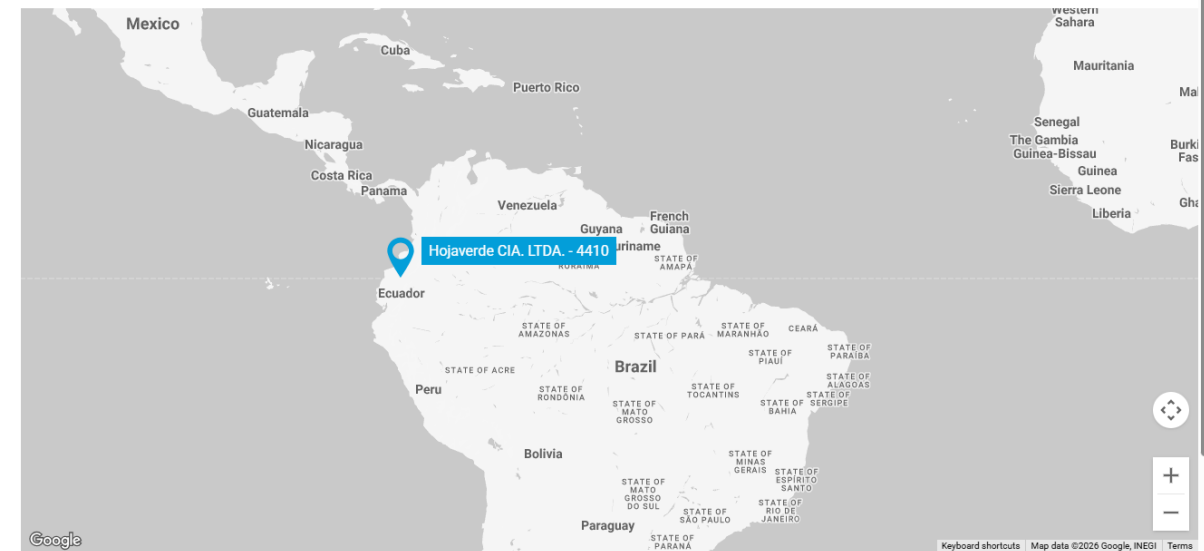 Western
Sahara
Mexico
Cuba
Mauritania
Puerto Rico
Guatemala
Senegal
Nicaragua
The Gambia
Guinea-Bissau
Guinea
Costa Rica
Panama
Sierra Leone
Venezuela
Liberia
French
Guiana
Guyana
Hojaverde CIA. LTDA. - 4410
STATE OF
AMAPÁ
Ecuador
STATE OF
AMAZONAS
STATE OF PARÁ
STATE OF
MARANHÃO
CEARÁ
STATE OF
PIAUÍ
STATE OF
PARAÍBA
Brazil
STATE OF ACRE
STATE OF
ALAGOAS
Peru
STATE OF
RONDÔNIA
STATE OF
TOCANTINS
STATE OF
SERGIPE
STATE OF
BAHIA
STATE OF
MATO
GROSSO
Bolivia
STATE OF
MINAS
GERAIS
STATE OF
ESPÍRITO
SANTO
STATE OF
MATO
GROSSO
DO SUL
STATE OF
RIO DE
JANEIRO
STATE OF
SÃO PAULO
Paraguay
STATE OF
PARANÁ
Google
Keyboard shortcuts
Map data ©2026 Google, INEGI
Terms